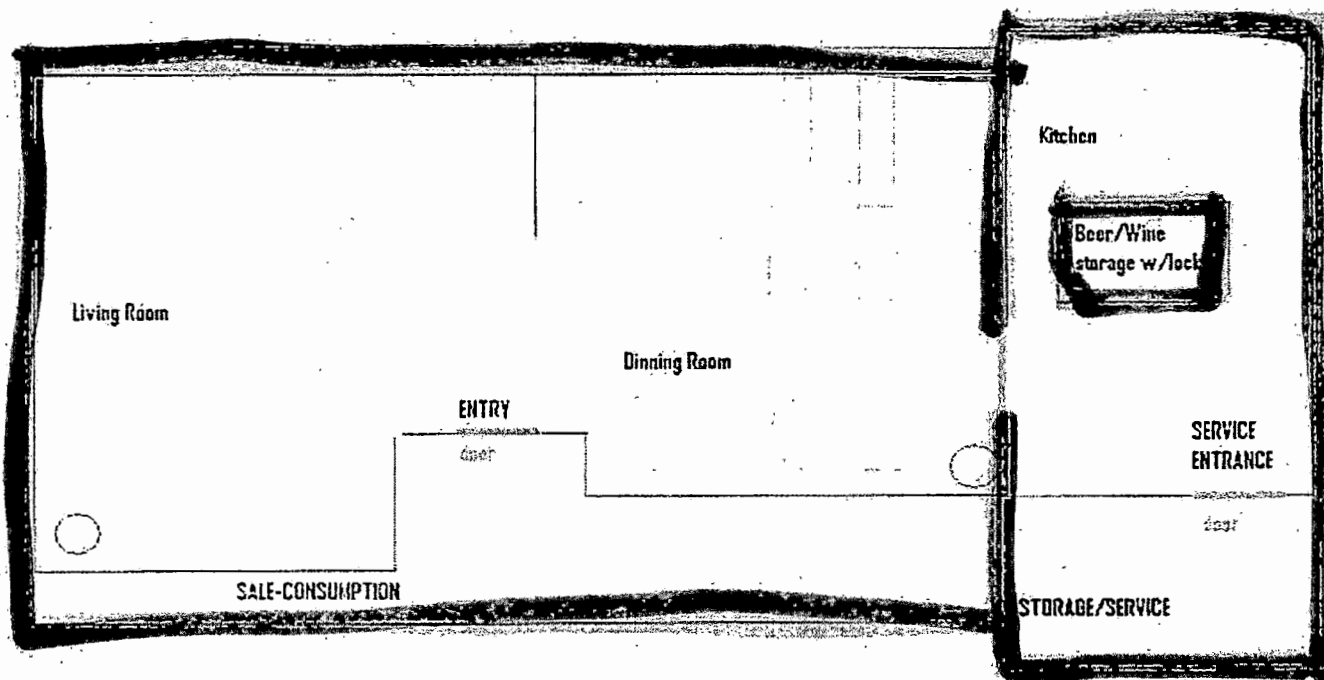 Kitchen
Beer/Wine
storage w/lock
Living Room
Dinning Room
ENTRY
door
SERVICE
ENTRANCE
door
SALE-CONSUMPTION
STORAGE/SERVICE